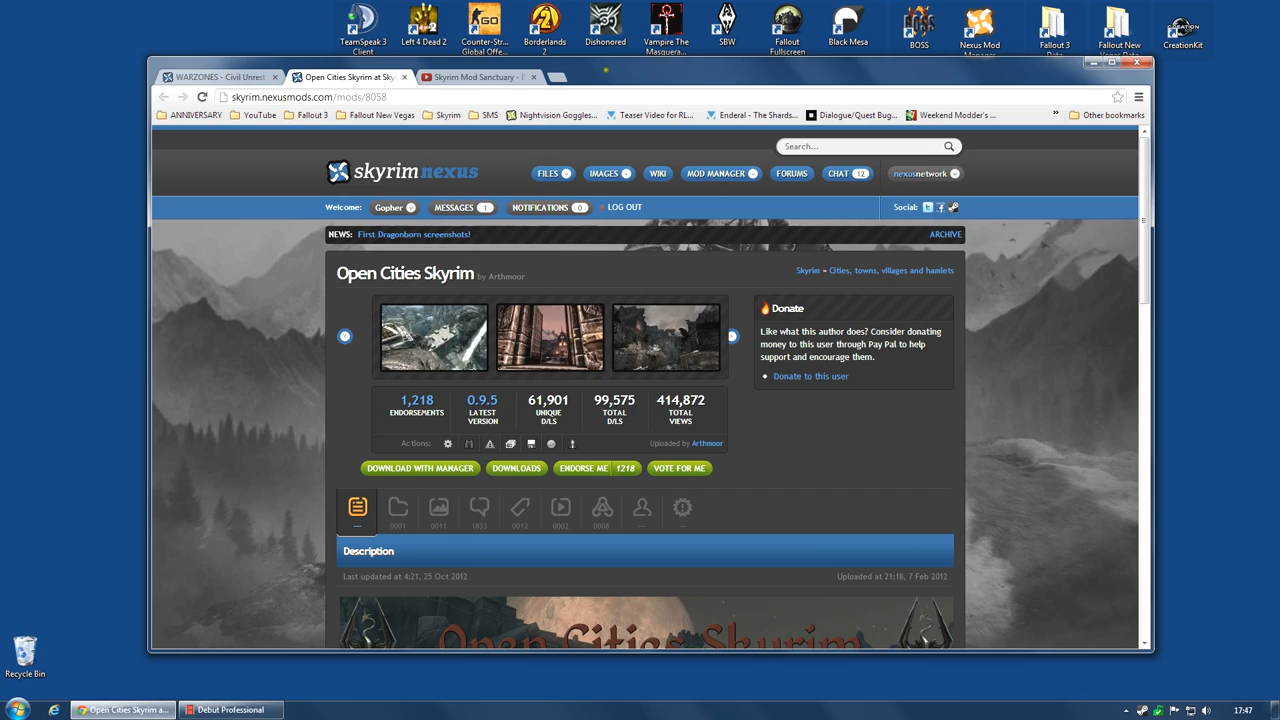 TeamSpeak 3 Client
Left 4 Dead 2
Counter-Str... Global Offe...
Borderlands 2
Dishonored
Vampire The Masquera...
SBW
Fallout Fullscreen
Black Mesa
BOSS
Nexus Mod Manager
Fallout 3 Data
Fallout New Vegas Data
CreationKit
WARZONES - Civil Unrest
Open Cities Skyrim at Sky
Skyrim Mod Sanctuary - P
skyrim.nexusmods.com/mods/8058
ANNIVERSARY YouTube Fallout 3 Fallout New Vegas Skyrim SMS Nightvision Goggles... Teaser Video for RL... Enderal - The Shards... Dialogue/Quest Bug... Weekend Modder's ... » Other bookmarks
Search...
skyrimnexus
FILES IMAGES WIKI MOD MANAGER FORUMS CHAT 12 nexusnetwork
Welcome: Gopher MESSAGES 1 NOTIFICATIONS 0 LOG OUT Social:
NEWS: First Dragonborn screenshots! ARCHIVE
Open Cities Skyrim by Arthmoor
Skyrim » Cities, towns, villages and hamlets
Donate
Like what this author does? Consider donating
money to this user through Pay Pal to help
support and encourage them.
Donate to this user
1,218 0.9.5 61,901 99,575 414,872
ENDORSEMENTS LATEST VERSION UNIQUE D/LS TOTAL D/LS TOTAL VIEWS
Actions: Uploaded by Arthmoor
DOWNLOAD WITH MANAGER DOWNLOADS ENDORSE ME 1218 VOTE FOR ME
0001 0011 1833 0012 0002 0008
Description
Last updated at 4:21, 25 Oct 2012 Uploaded at 21:18, 7 Feb 2012
Open Cities Skyrim
Recycle Bin
Open Cities Skyrim a...
Debut Professional
17:47